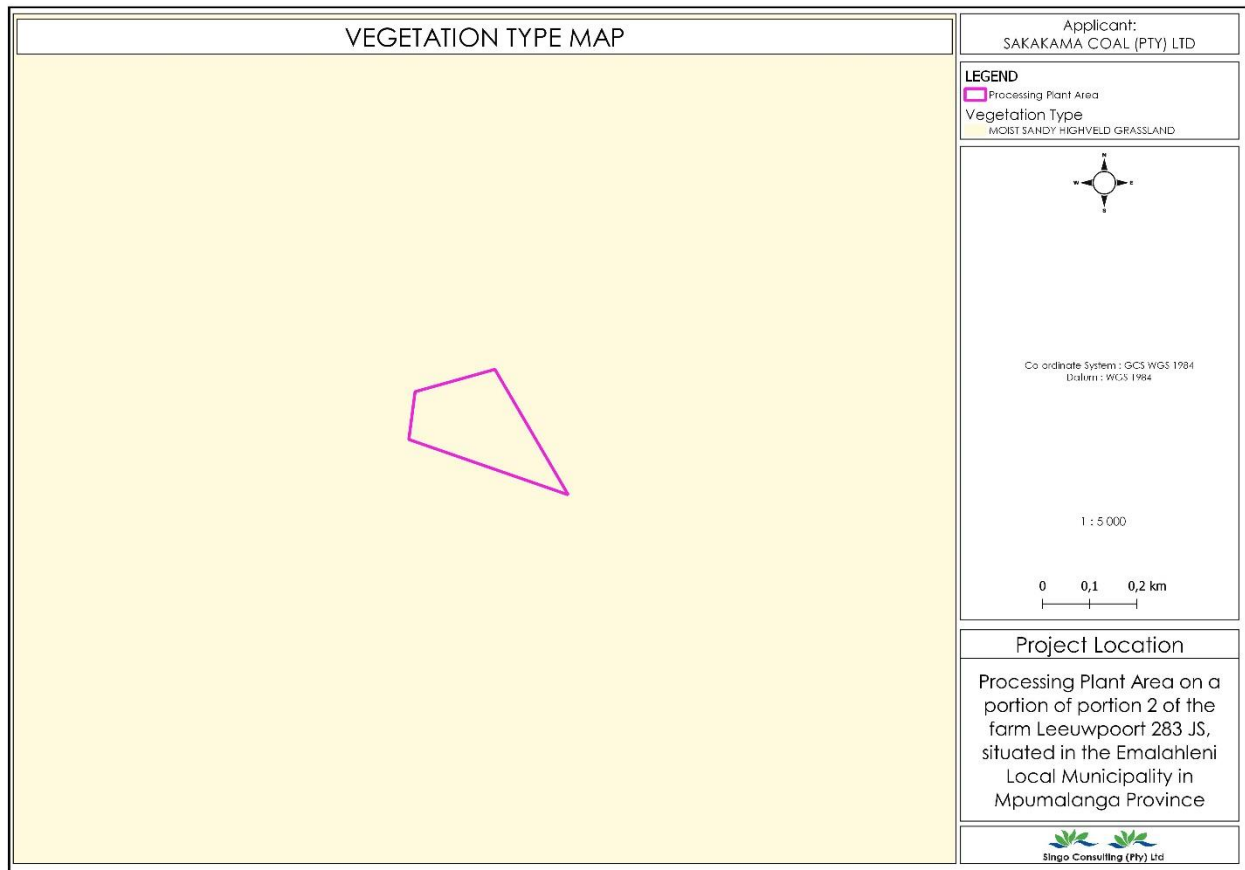 VEGETATION TYPE MAP
Applicant:
SAKAKAMA COAL (PTY) LTD
LEGEND
Processing Plant Area
Vegetation Type
MOIST SANDY HIGHVELD GRASSLAND
N
W E
S
Co ordinate System : GCS WGS 1984
Datum : WGS 1984
1 : 5 000
0 0,1 0,2 km
Project Location
Processing Plant Area on a
portion of portion 2 of the
farm Leeuwpoort 283 JS,
situated in the Emalahleni
Local Municipality in
Mpumalanga Province
Singo Consulting (Pty) Ltd